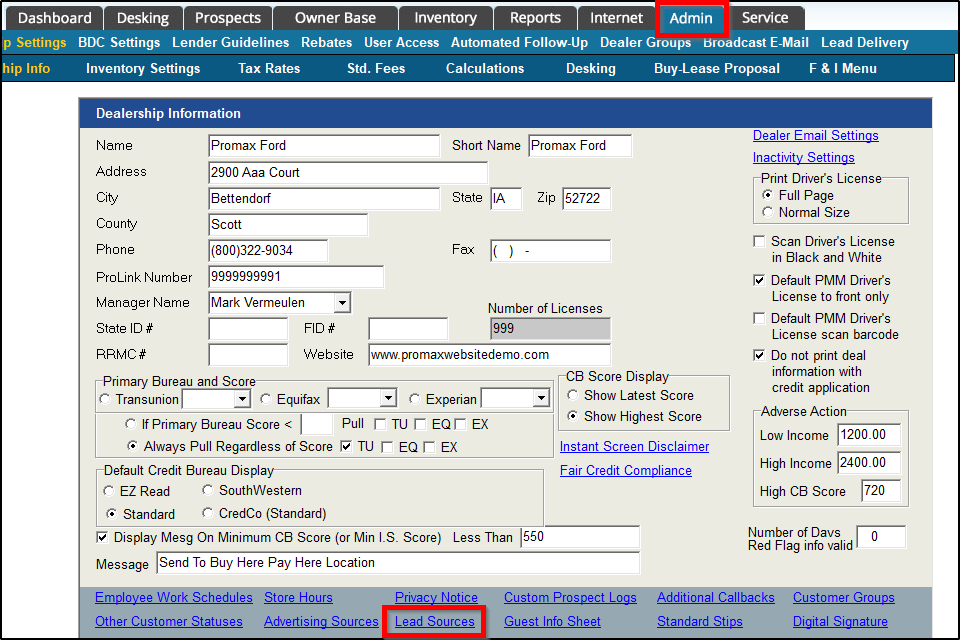 Dashboard Desking Prospects Owner Base Inventory Reports Internet Admin Service
p Settings BDC Settings Lender Guidelines Rebates User Access Automated Follow-Up Dealer Groups Broadcast E-Mail Lead Delivery
hip Info Inventory Settings Tax Rates Std. Fees Calculations Desking Buy-Lease Proposal F & I Menu
Dealership Information
Name Promax Ford Short Name Promax Ford
Address 2900 Aaa Court
City Bettendorf State IA Zip 52722
County Scott
Phone (800)322-9034 Fax ( ) -
ProLink Number 9999999991
Manager Name Mark Vermeulen
Number of Licenses
State ID # FID # 999
RRMC # Website www.promaxwebsitedemo.com
Primary Bureau and Score
Transunion Equifax Experian
If Primary Bureau Score < Pull TU EQ EX
Always Pull Regardless of Score TU EQ EX
CB Score Display
Show Latest Score
Show Highest Score
Instant Screen Disclaimer
Fair Credit Compliance
Default Credit Bureau Display
EZ Read SouthWestern
Standard CredCo (Standard)
Display Mesg On Minimum CB Score (or Min I.S. Score) Less Than 550
Message Send To Buy Here Pay Here Location
Dealer Email Settings
Inactivity Settings
Print Driver's License
Full Page
Normal Size
Scan Driver's License
in Black and White
Default PMM Driver's
License to front only
Default PMM Driver's
License scan barcode
Do not print deal
information with
credit application
Adverse Action
Low Income 1200.00
High Income 2400.00
High CB Score 720
Number of Days
Red Flag info valid 0
Employee Work Schedules Store Hours Privacy Notice Custom Prospect Logs Additional Callbacks Customer Groups
Other Customer Statuses Advertising Sources Lead Sources Guest Info Sheet Standard Stips Digital Signature